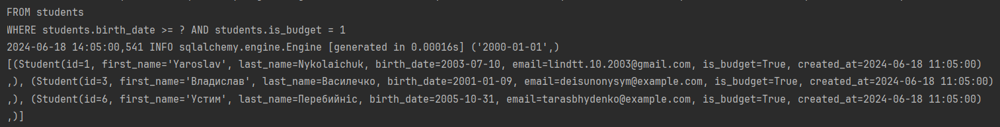 FROM students
WHERE students.birth_date >= ? AND students.is_budget = 1
2024-06-18 14:05:00,541 INFO sqlalchemy.engine.Engine [generated in 0.00016s] ('2000-01-01',)
[(Student(id=1, first_name='Yaroslav', last_name=Nykolaichuk, birth_date=2003-07-10, email=lindtt.10.2003@gmail.com, is_budget=True, created_at=2024-06-18 11:05:00)
,), (Student(id=3, first_name='Владислав', last_name=Василечко, birth_date=2001-01-09, email=deisunonysym@example.com, is_budget=True, created_at=2024-06-18 11:05:00)
,), (Student(id=6, first_name='Устим', last_name=Перебийніс, birth_date=2005-10-31, email=tarasbhydenko@example.com, is_budget=True, created_at=2024-06-18 11:05:00)
,)]